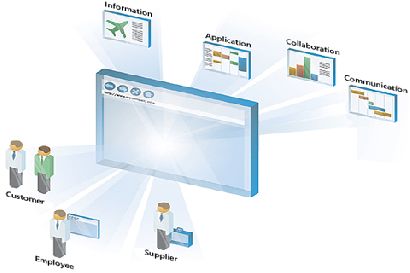 Information
Application
Collaboration
Communication
Customer
Employee
Supplier